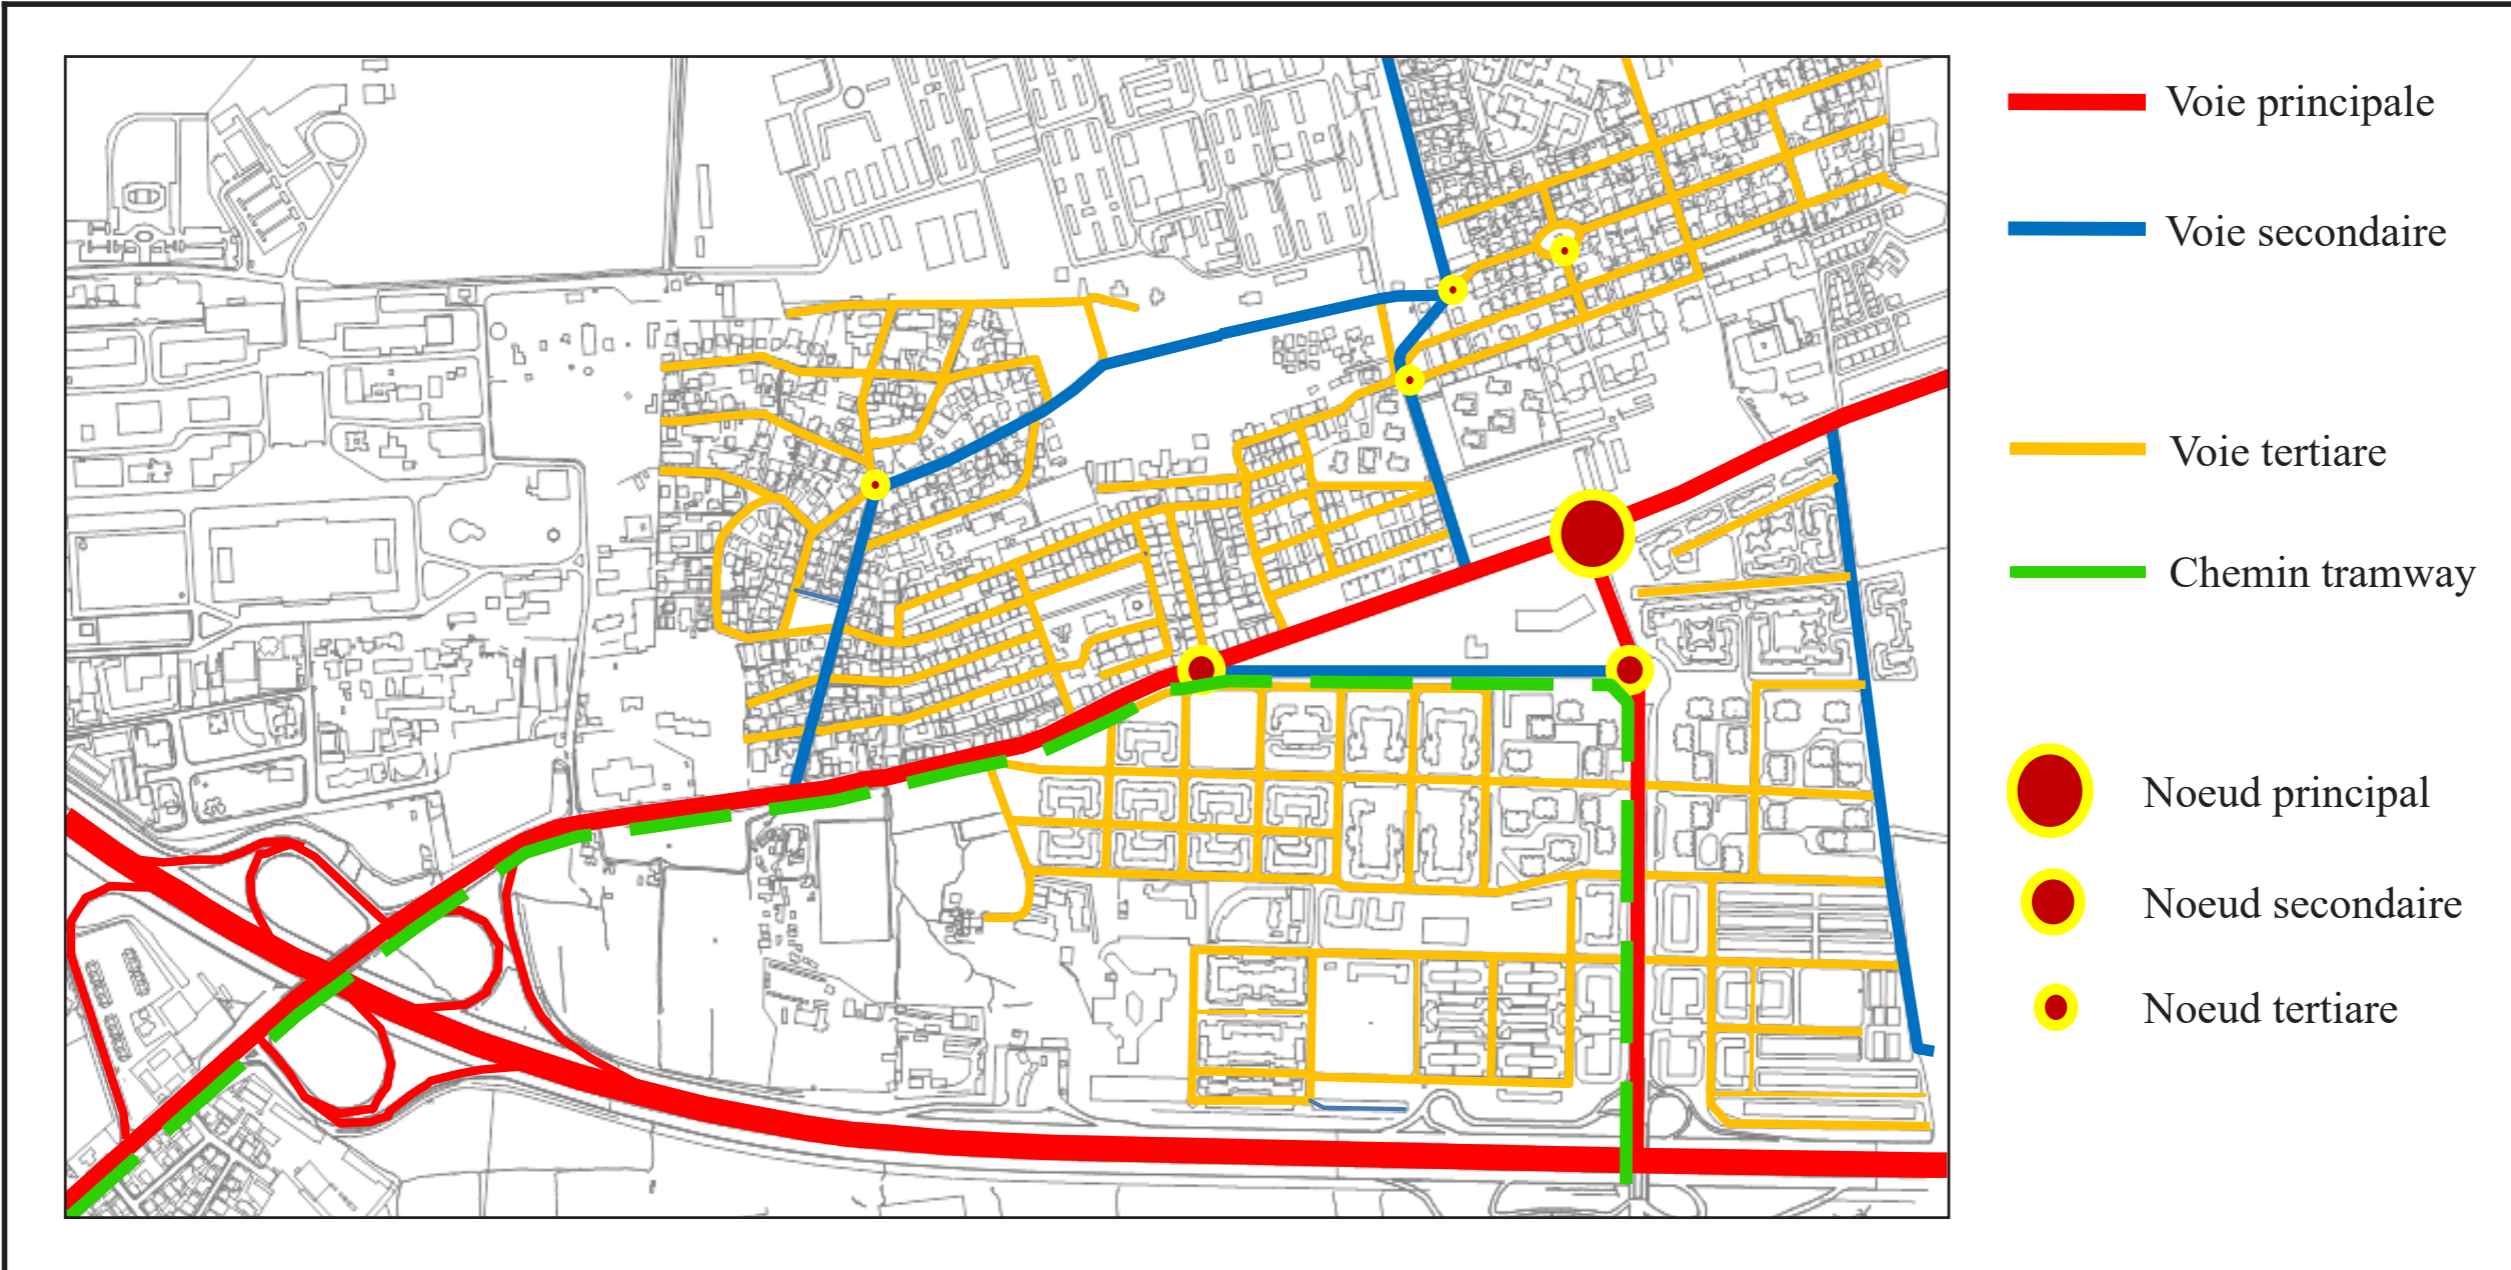 Voie principale
Voie secondaire
Voie tertiare
Chemin tramway
Noeud principal
Noeud secondaire
Noeud tertiare